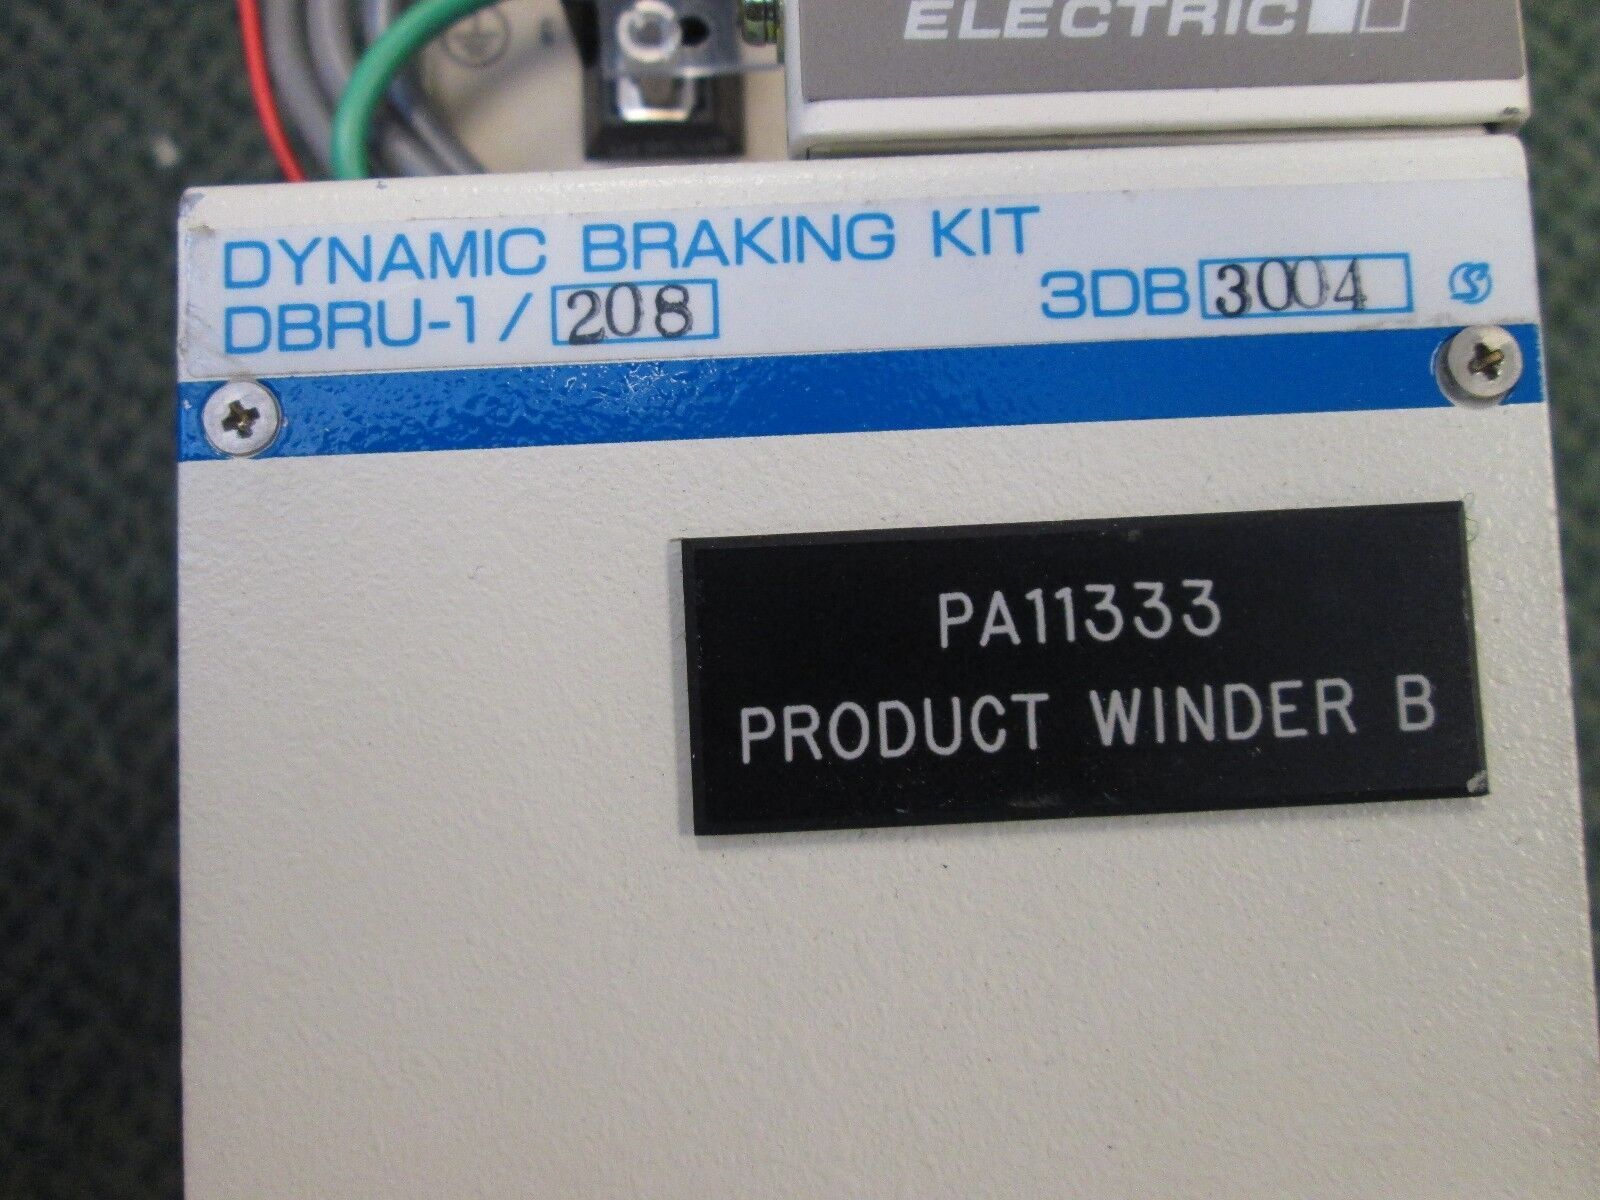 ELECTRIC
DYNAMIC BRAKING KIT
DBRU-1 / 208
3DB 3004
PA11333
PRODUCT WINDER B